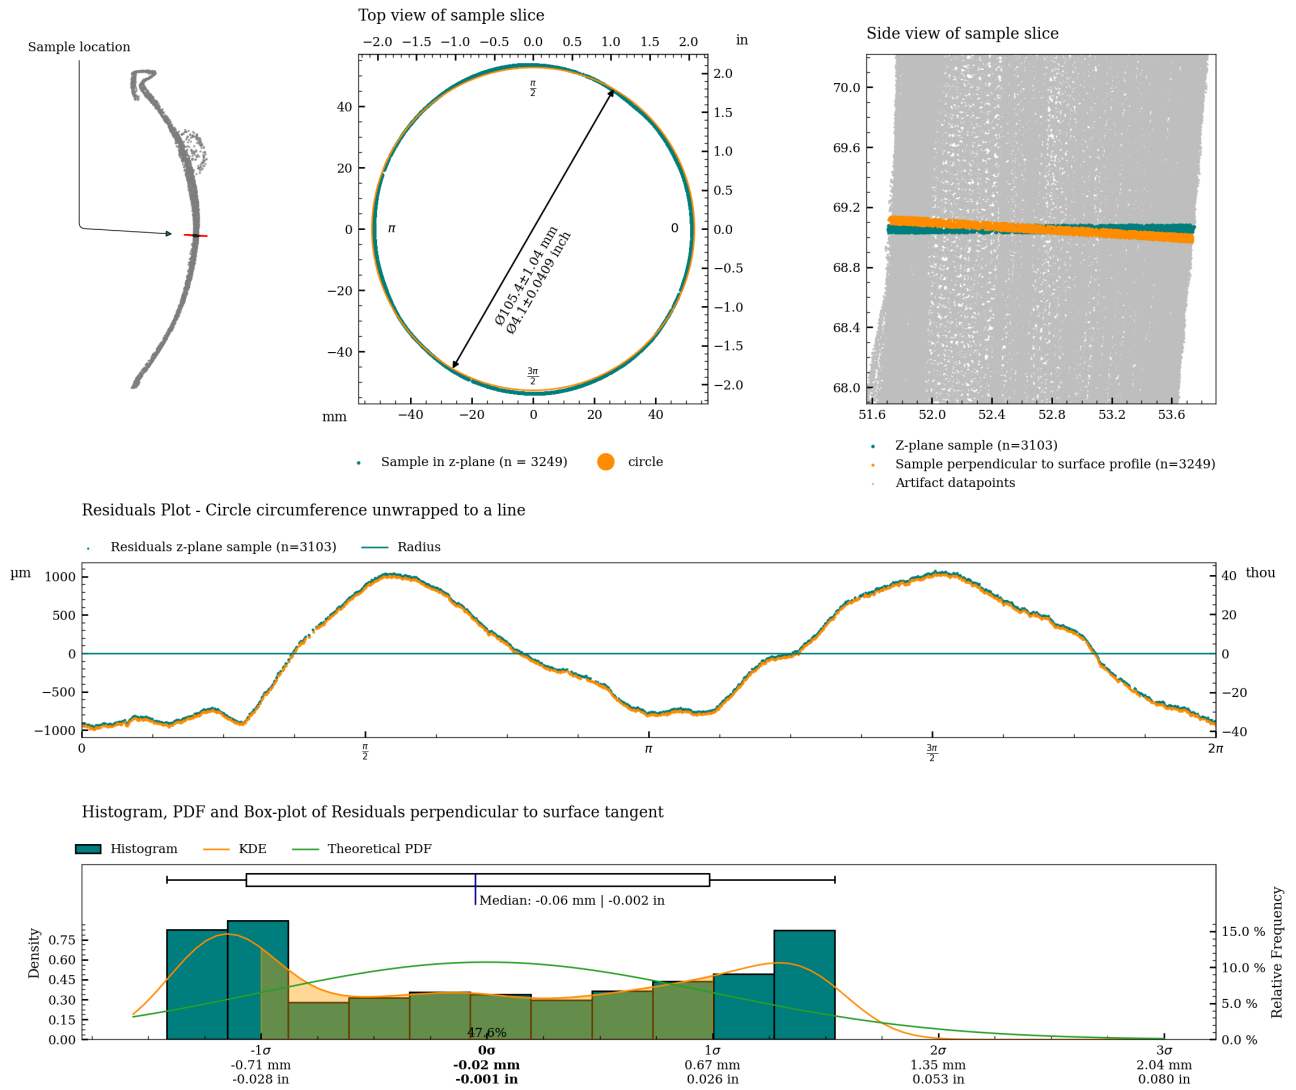 Sample location
Top view of sample slice
−2.0 −1.5 −1.0 −0.5 0.0 0.5 1.0 1.5 2.0 in
40
20
0
−20
−40
mm
−40 −20 0 20 40
2.0
1.5
1.0
0.5
0.0
−0.5
−1.0
−1.5
−2.0
π/2
π
0
3π/2
Ø105.4±1.04 mm
Ø4.1±0.0409 inch
Sample in z-plane (n = 3249) circle
Side view of sample slice
70.0
69.6
69.2
68.8
68.4
68.0
51.6 52.0 52.4 52.8 53.2 53.6
Z-plane sample (n=3103)
Sample perpendicular to surface profile (n=3249)
Artifact datapoints
Residuals Plot - Circle circumference unwrapped to a line
Residuals z-plane sample (n=3103) Radius
µm
1000
500
0
−500
−1000
thou
40
20
0
−20
−40
0 π/2 π 3π/2 2π
Histogram, PDF and Box-plot of Residuals perpendicular to surface tangent
Histogram KDE Theoretical PDF
Median: -0.06 mm | -0.002 in
Density
0.75
0.60
0.45
0.30
0.15
0.00
Relative Frequency
15.0 %
10.0 %
5.0 %
0.0 %
47.6%
-1σ 0σ 1σ 2σ 3σ
-0.71 mm -0.02 mm 0.67 mm 1.35 mm 2.04 mm
-0.028 in -0.001 in 0.026 in 0.053 in 0.080 in